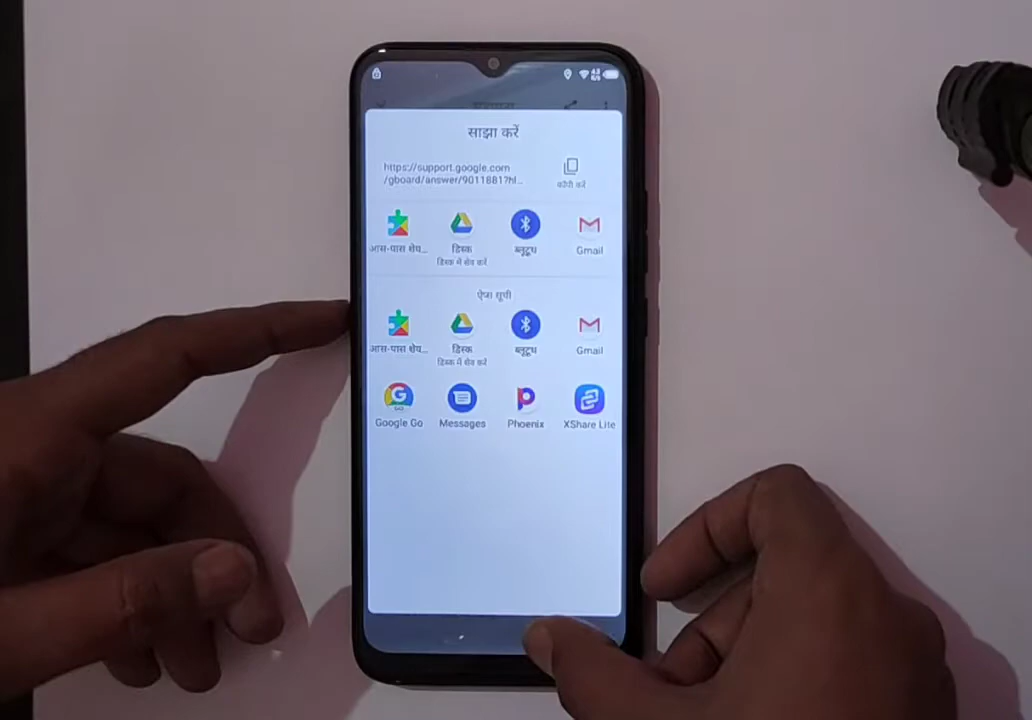 साझा करें
https://support.google.com
/gboard/answer/9011881?hl...
कॉपी करें
आस-पास शेय... डिस्क ब्लूटूथ Gmail
डिस्क में सेव करें
ऐप्स सूची
आस-पास शेय... डिस्क ब्लूटूथ Gmail
डिस्क में सेव करें
Google Go Messages Phoenix XShare Lite